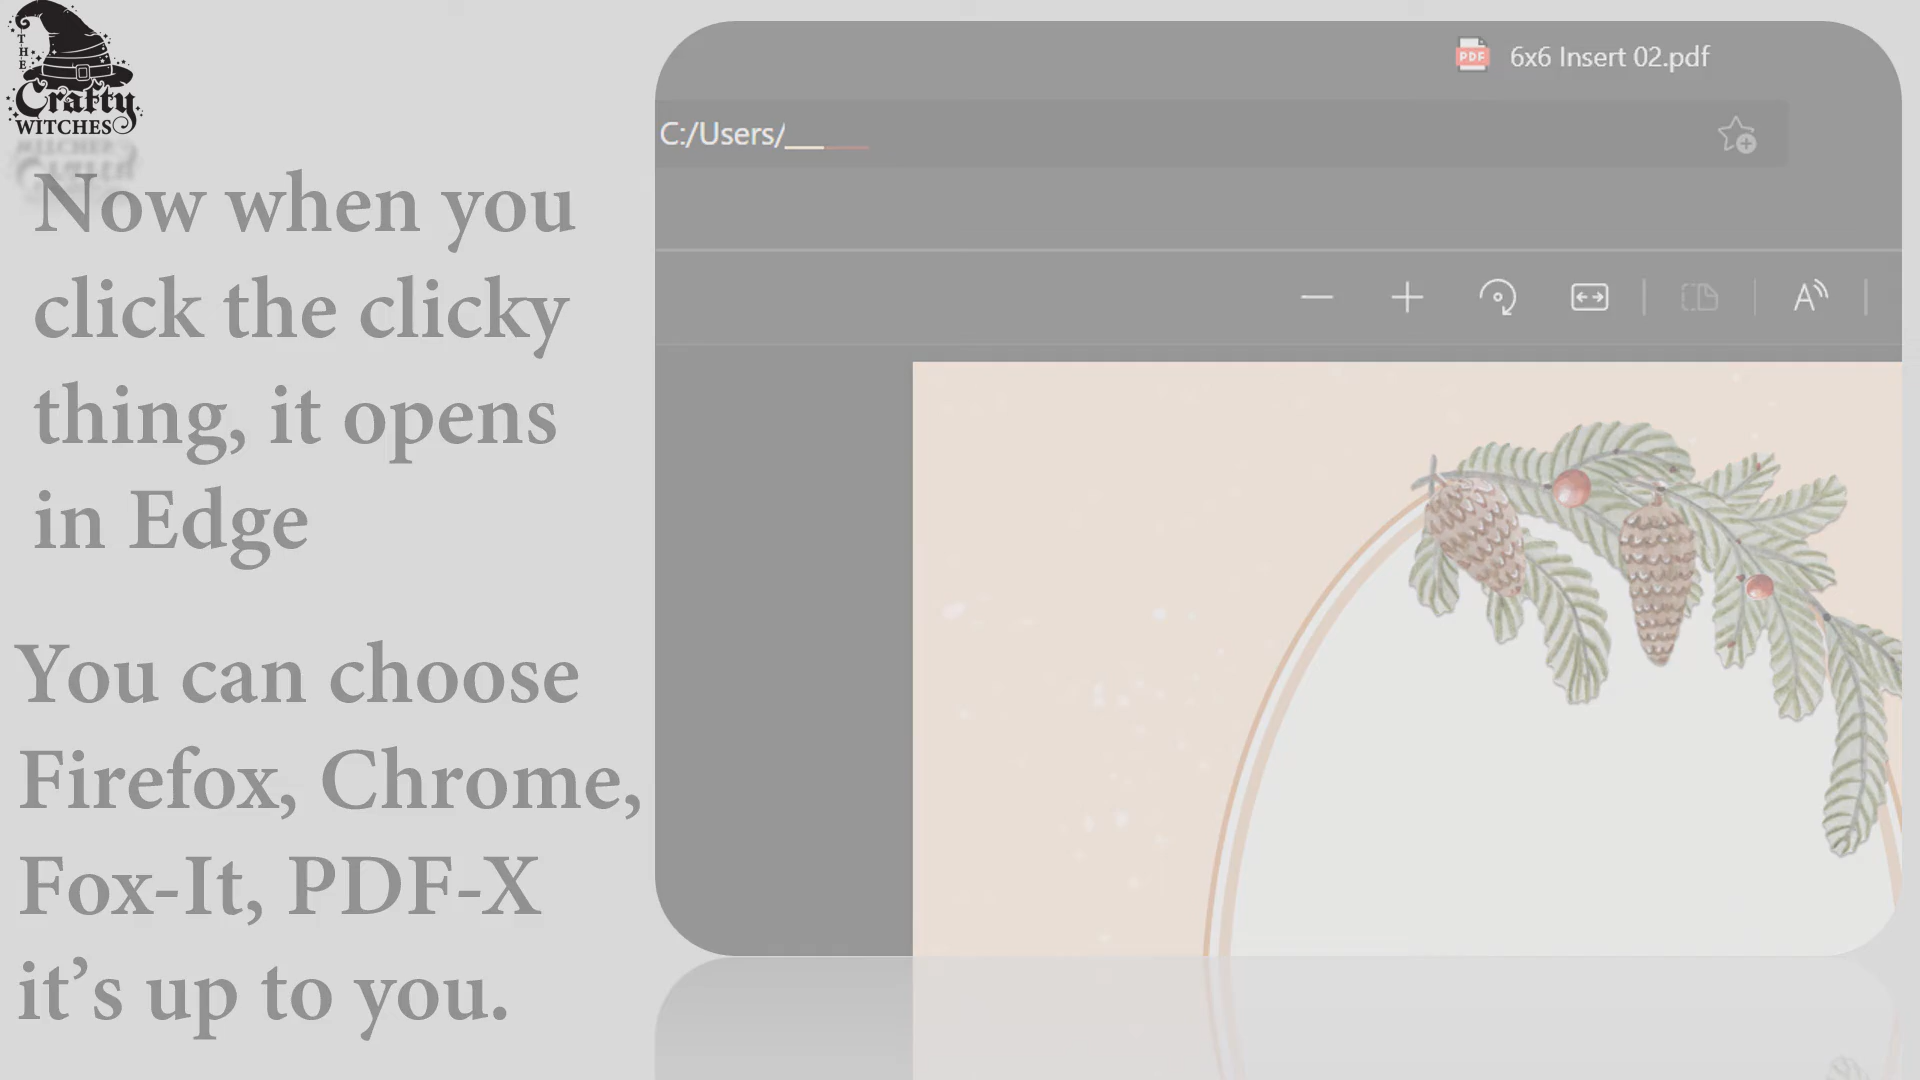 THE
Crafty
WITCHES
Now when you
click the clicky
thing, it opens
in Edge
You can choose
Firefox, Chrome,
Fox-It, PDF-X
it’s up to you.
PDF
6x6 Insert 02.pdf
C:/Users/
A